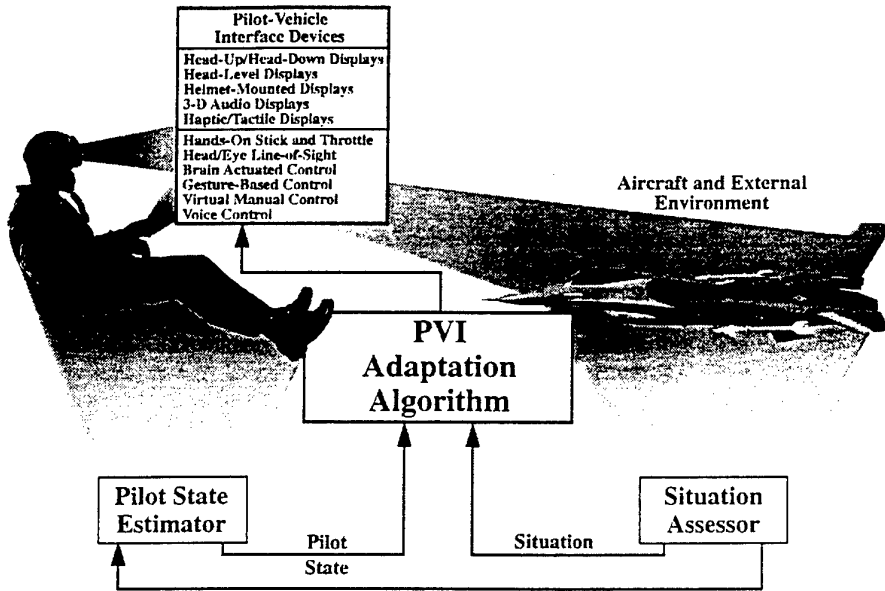 Pilot-Vehicle
Interface Devices
Head-Up/Head-Down Displays
Head-Level Displays
Helmet-Mounted Displays
3-D Audio Displays
Haptic/Tactile Displays
Hands-On Stick and Throttle
Head/Eye Line-of-Sight
Brain Actuated Control
Gesture-Based Control
Virtual Manual Control
Voice Control
Aircraft and External
Environment
PVI
Adaptation
Algorithm
Pilot State
Estimator
Situation
Assessor
Pilot
State
Situation